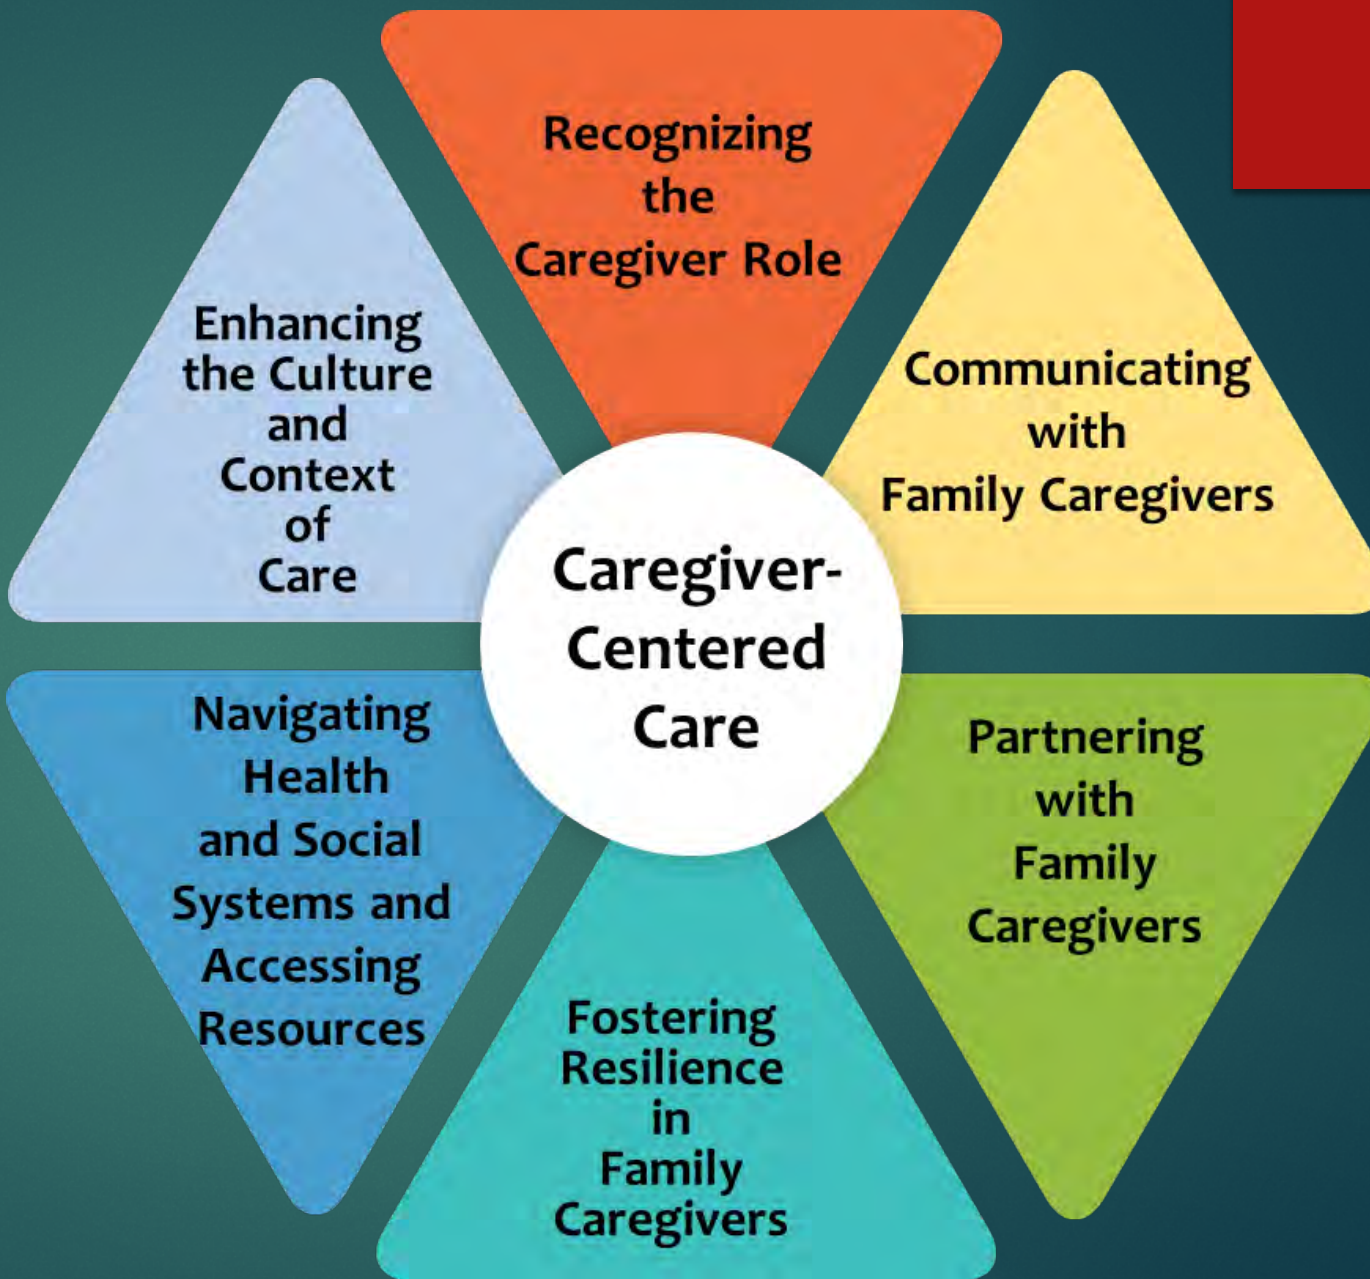 Recognizing
the
Caregiver Role
Communicating
with
Family Caregivers
Partnering
with
Family
Caregivers
Fostering
Resilience
in
Family
Caregivers
Navigating
Health
and Social
Systems and
Accessing
Resources
Enhancing
the Culture
and
Context
of
Care
Caregiver-
Centered
Care